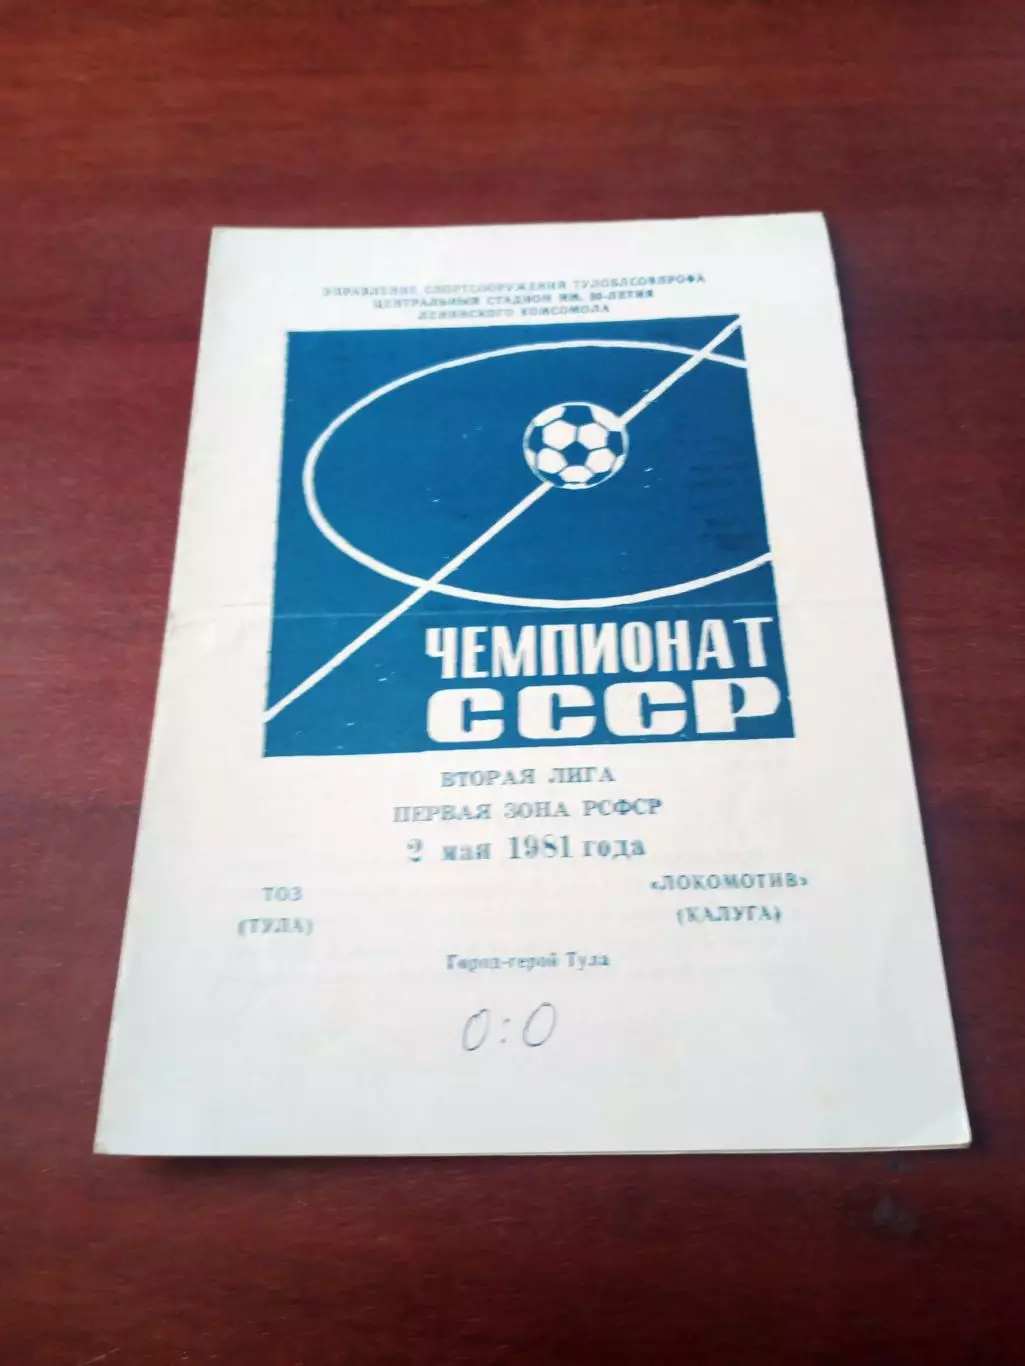 УПРАВЛЕНИЕ СПОРТСООРУЖЕНИЙ ТУЛОБЛСОВПРОФА
ЦЕНТРАЛЬНЫЙ СТАДИОН ИМ. 50-ЛЕТИЯ
ЛЕНИНСКОГО КОМСОМОЛА
ЧЕМПИОНАТ
СССР
ВТОРАЯ ЛИГА
ПЕРВАЯ ЗОНА РСФСР
2 мая 1981 года
ТОЗ
(ТУЛА)
«ЛОКОМОТИВ»
(КАЛУГА)
Город-герой Тула
0:0